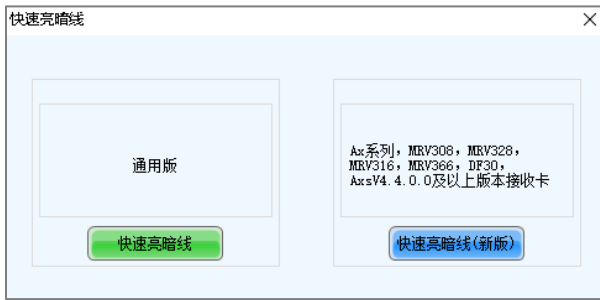 快速亮暗线
通用版
快速亮暗线
Ax系列，MRV308，MRV328，
MRV316，MRV366，DF30，
AxsV4.4.0.0及以上版本接收卡
快速亮暗线(新版)